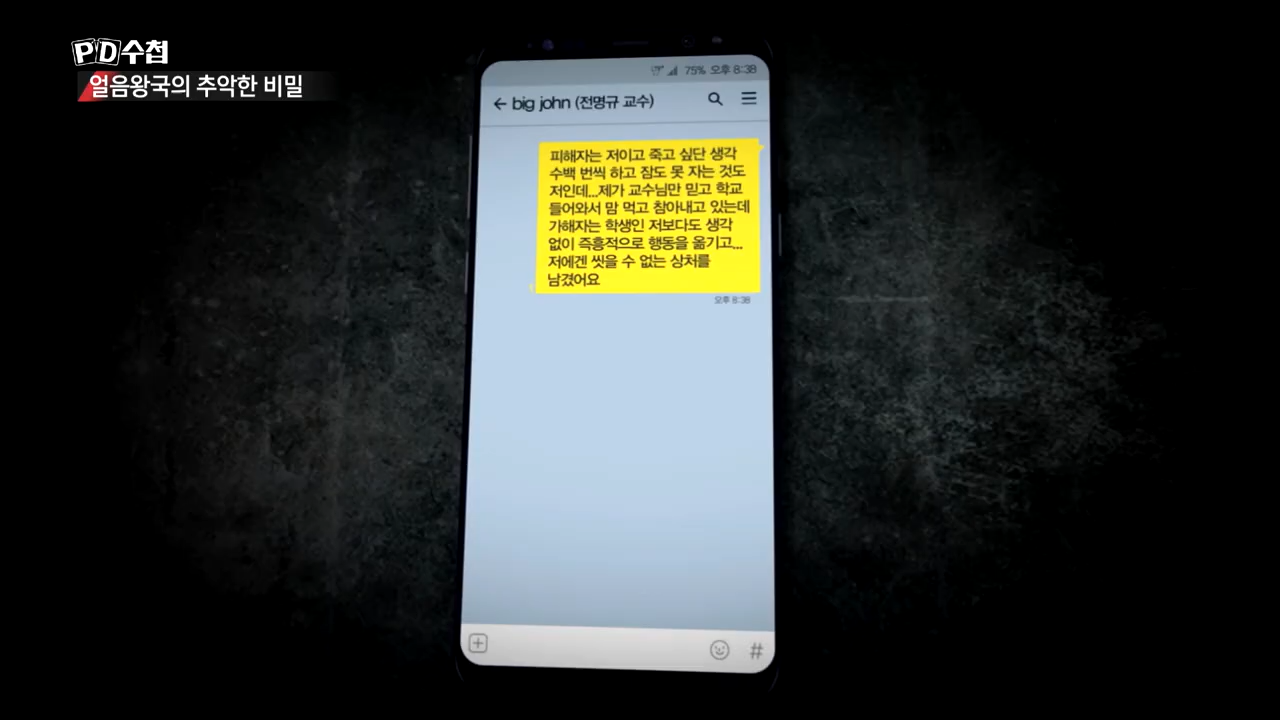 PD수첩
얼음왕국의 추악한 비밀
75% 오후 8:38
big john (전명규 교수)
피해자는 저이고 죽고 싶단 생각
수백 번씩 하고 잠도 못 자는 것도
저인데...제가 교수님만 믿고 학교
들어와서 맘 먹고 참아내고 있는데
가해자는 학생인 저보다도 생각
없이 즉흥적으로 행동을 옮기고...
저에겐 씻을 수 없는 상처를
남겼어요
오후 8:38
#